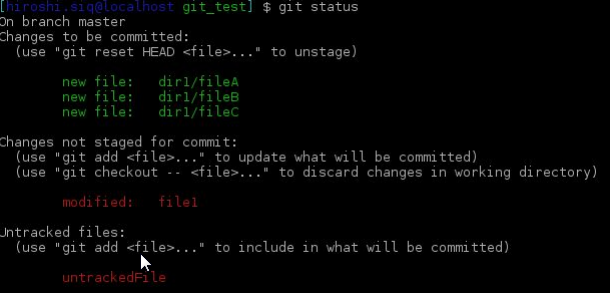 [hiroshi.siq@localhost git_test] $ git status
On branch master
Changes to be committed:
(use "git reset HEAD <file>..." to unstage)
new file: dir1/fileA
new file: dir1/fileB
new file: dir1/fileC
Changes not staged for commit:
(use "git add <file>..." to update what will be committed)
(use "git checkout -- <file>..." to discard changes in working directory)
modified: file1
Untracked files:
(use "git add <file>..." to include in what will be committed)
untrackedFile